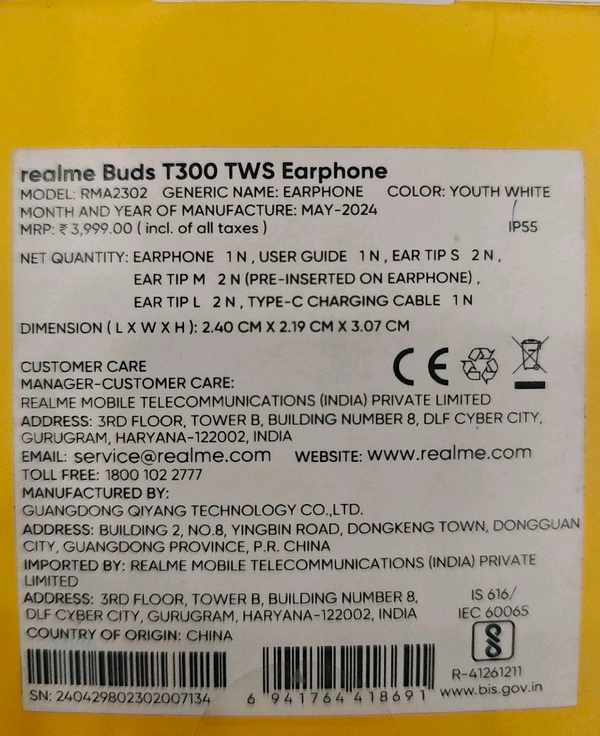 realme Buds T300 TWS Earphone
MODEL: RMA2302 GENERIC NAME: EARPHONE COLOR: YOUTH WHITE
MONTH AND YEAR OF MANUFACTURE: MAY-2024
MRP: ₹ 3,999.00 ( incl. of all taxes )
IP55
NET QUANTITY: EARPHONE 1 N , USER GUIDE 1 N , EAR TIP S 2 N ,
EAR TIP M 2 N (PRE-INSERTED ON EARPHONE) ,
EAR TIP L 2 N , TYPE-C CHARGING CABLE 1 N
DIMENSION ( L X W X H ): 2.40 CM X 2.19 CM X 3.07 CM
CE
CUSTOMER CARE
MANAGER-CUSTOMER CARE:
REALME MOBILE TELECOMMUNICATIONS (INDIA) PRIVATE LIMITED
ADDRESS: 3RD FLOOR, TOWER B, BUILDING NUMBER 8, DLF CYBER CITY,
GURUGRAM, HARYANA-122002, INDIA
EMAIL: service@realme.com WEBSITE: www.realme.com
TOLL FREE: 1800 102 2777
MANUFACTURED BY:
GUANGDONG QIYANG TECHNOLOGY CO.,LTD.
ADDRESS: BUILDING 2, NO.8, YINGBIN ROAD, DONGKENG TOWN, DONGGUAN
CITY, GUANGDONG PROVINCE, P.R. CHINA
IMPORTED BY: REALME MOBILE TELECOMMUNICATIONS (INDIA) PRIVATE
LIMITED
ADDRESS: 3RD FLOOR, TOWER B, BUILDING NUMBER 8,
DLF CYBER CITY, GURUGRAM, HARYANA-122002, INDIA
COUNTRY OF ORIGIN: CHINA
IS 616/
IEC 60065
R-41261211
www.bis.gov.in
SN: 240429802302007134
6 941764 418691